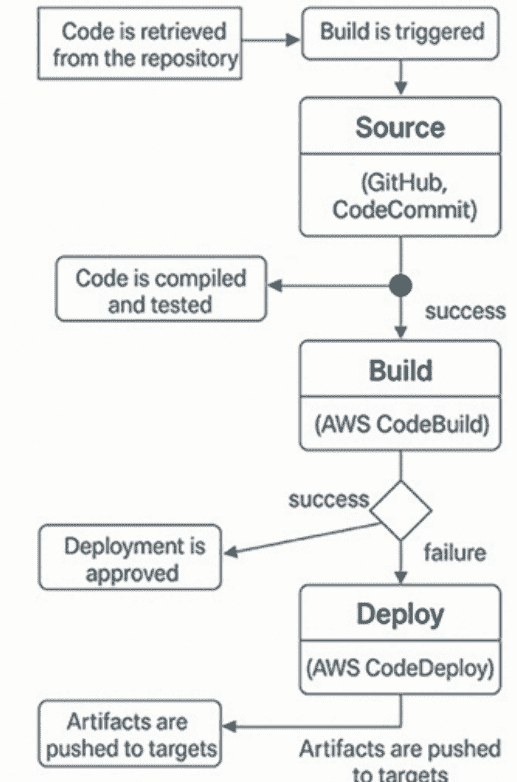 Code is retrieved
from the repository
Build is triggered
Source
(GitHub,
CodeCommit)
Code is compiled
and tested
success
Build
(AWS CodeBuild)
success
Deployment is
approved
failure
Deploy
(AWS CodeDeploy)
Artifacts are
pushed to targets
Artifacts are pushed
to targets